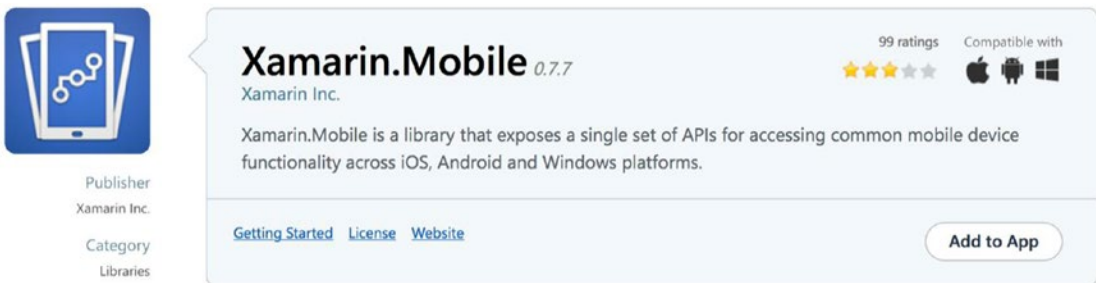 Xamarin.Mobile 0.7.7
99 ratings
Compatible with
Xamarin Inc.
Xamarin.Mobile is a library that exposes a single set of APIs for accessing common mobile device
functionality across iOS, Android and Windows platforms.
Publisher
Xamarin Inc.
Category
Libraries
Getting Started License Website
Add to App